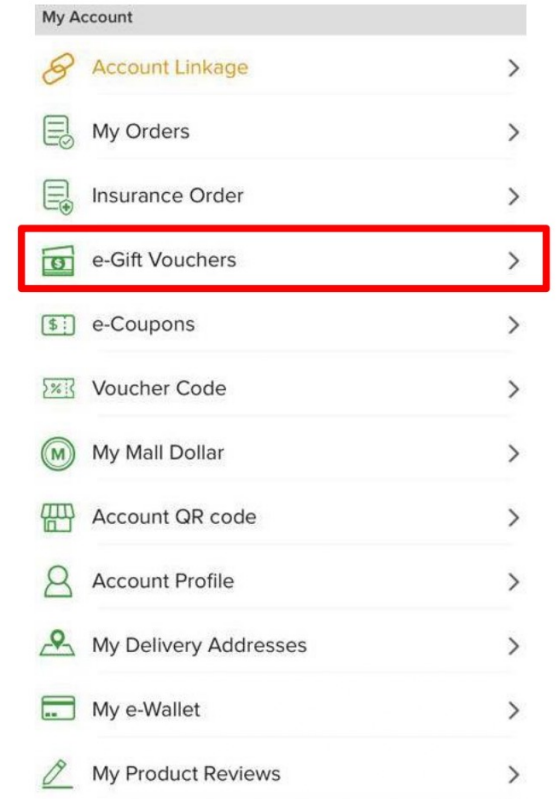 My Account
Account Linkage
My Orders
Insurance Order
$
e-Gift Vouchers
$
e-Coupons
%
Voucher Code
M
My Mall Dollar
Account QR code
Account Profile
My Delivery Addresses
My e-Wallet
My Product Reviews